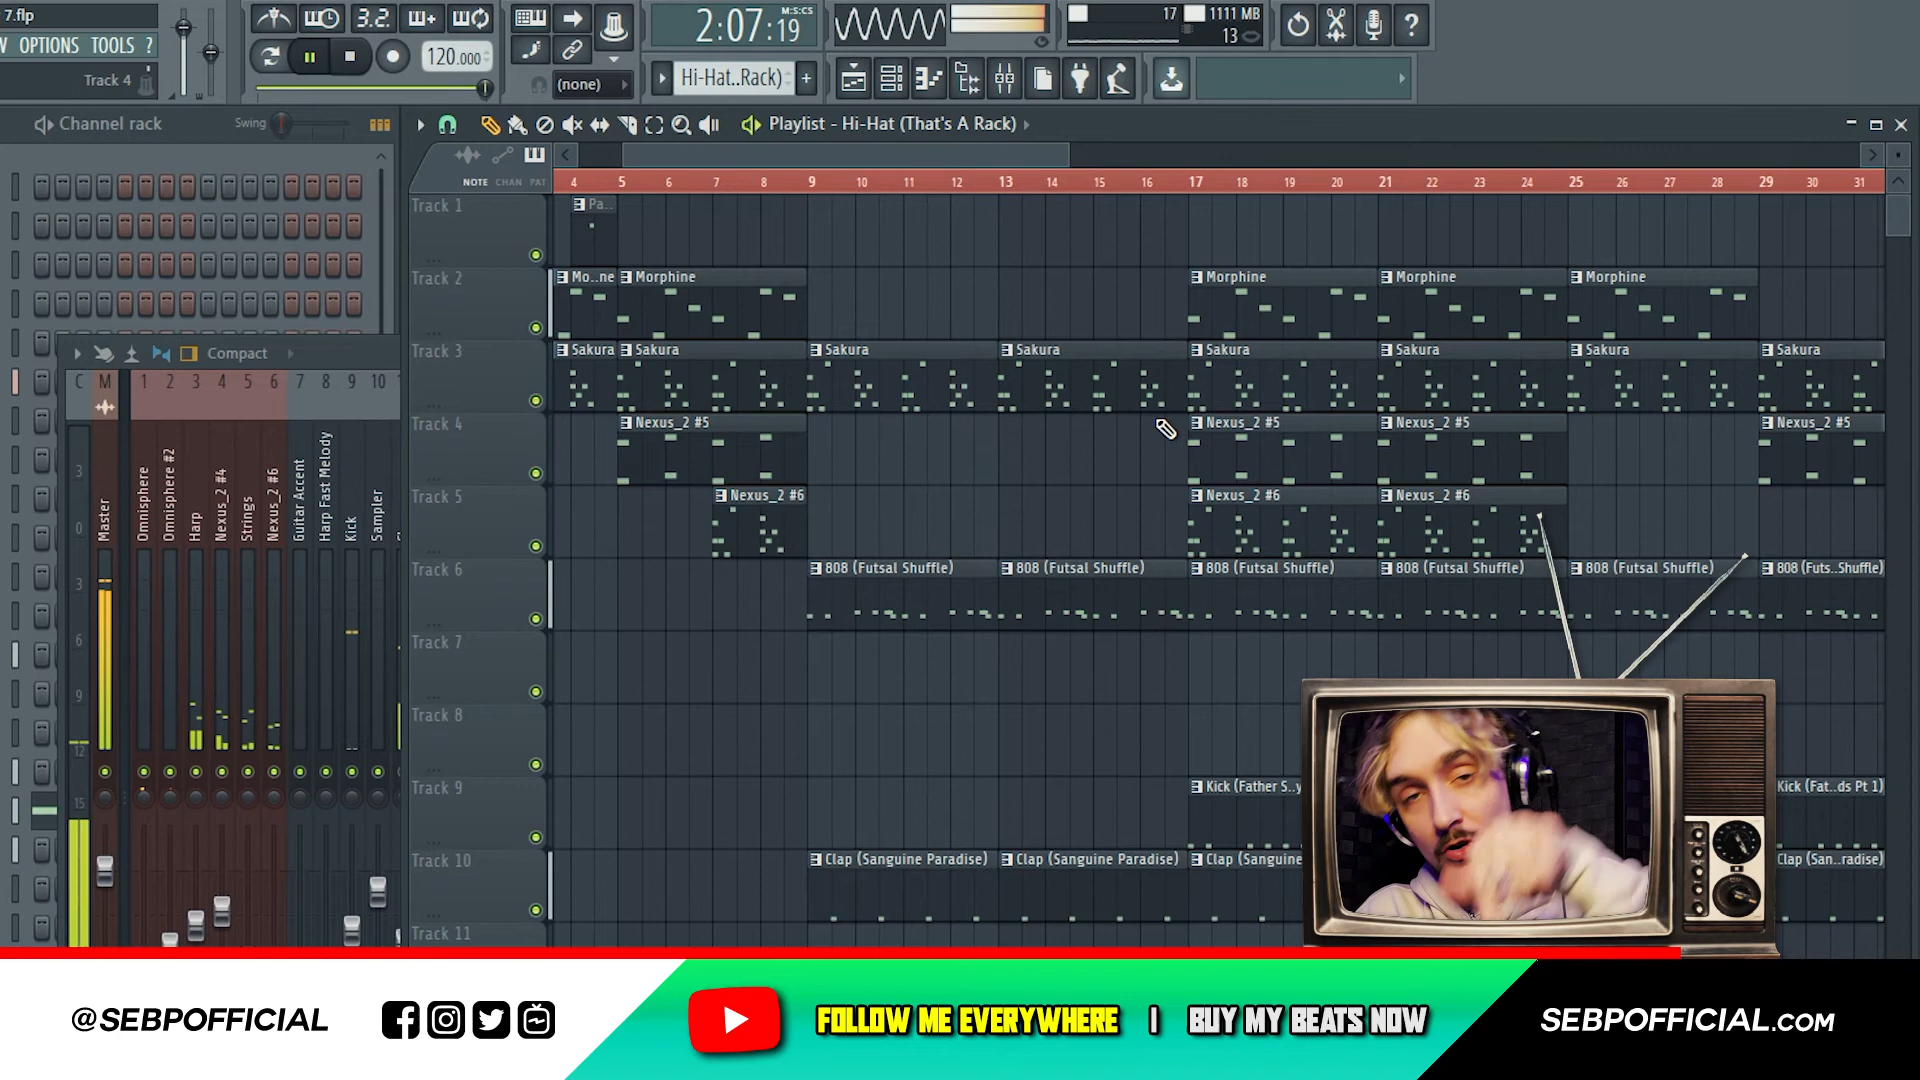 7.flp
W OPTIONS TOOLS ?
Track 4
3.2.
120.000
(none)
2:07:19
M:S:CS
Hi-Hat..Rack)
17
1111 MB
13
?
Channel rack
Swing
Playlist - Hi-Hat (That's A Rack)
NOTE CHAN PAT
4 5 6 7 8 9 10 11 12 13 14 15 16 17 18 19 20 21 22 23 24 25 26 27 28 29 30 31
Track 1
Pa..
Track 2
Mo..ne Morphine Morphine Morphine Morphine
Track 3
Sakura Sakura Sakura Sakura Sakura Sakura Sakura Sakura
Track 4
Nexus_2 #5 Nexus_2 #5 Nexus_2 #5 Nexus_2 #5
Track 5
Nexus_2 #6 Nexus_2 #6 Nexus_2 #6
Track 6
808 (Futsal Shuffle) 808 (Futsal Shuffle) 808 (Futsal Shuffle) 808 (Futsal Shuffle) 808 (Futsal Shuffle) 808 (Futs..Shuffle)
Track 7
Track 8
Track 9
Kick (Father S..y Kick (Fat..ds Pt 1)
Track 10
Clap (Sanguine Paradise) Clap (Sanguine Paradise) Clap (Sanguine Clap (San..radise)
Track 11
Compact
C M 1 2 3 4 5 6 7 8 9 10
Master
Omnisphere
Omnisphere #2
Harp
Nexus_2 #4
Strings
Nexus_2 #6
Guitar Accent
Harp Fast Melody
Kick
Sampler
3
0
3
6
9
12
15
@SEBPOFFICIAL
FOLLOW ME EVERYWHERE | BUY MY BEATS NOW
SEBPOFFICIAL.COM